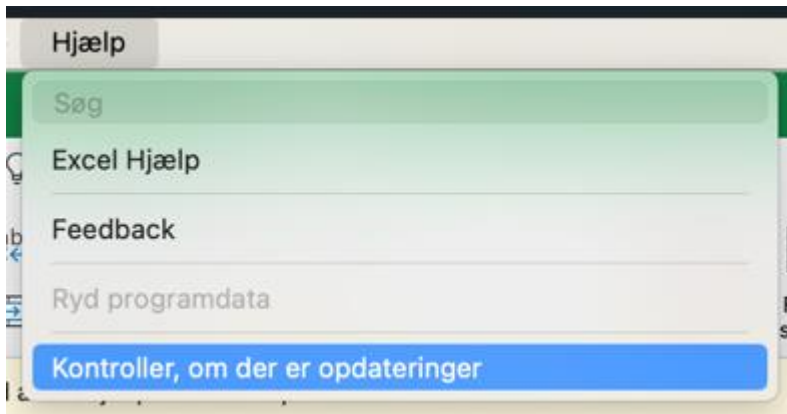 Hjælp
Søg
Excel Hjælp
Feedback
Ryd programdata
Kontroller, om der er opdateringer